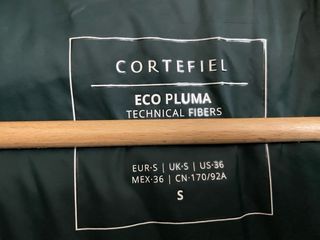 CORTEFIEL
ECO PLUMA
TECHNICAL FIBERS
EUR·S | UK·S | US·36
MEX·36 | CN·170/92A
S